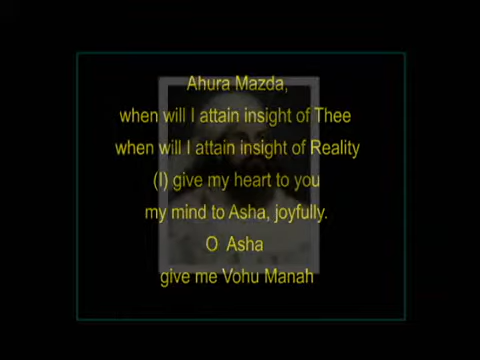 Ahura Mazda,
when will I attain insight of Thee
when will I attain insight of Reality
(I) give my heart to you
my mind to Asha, joyfully.
O Asha
give me Vohu Manah